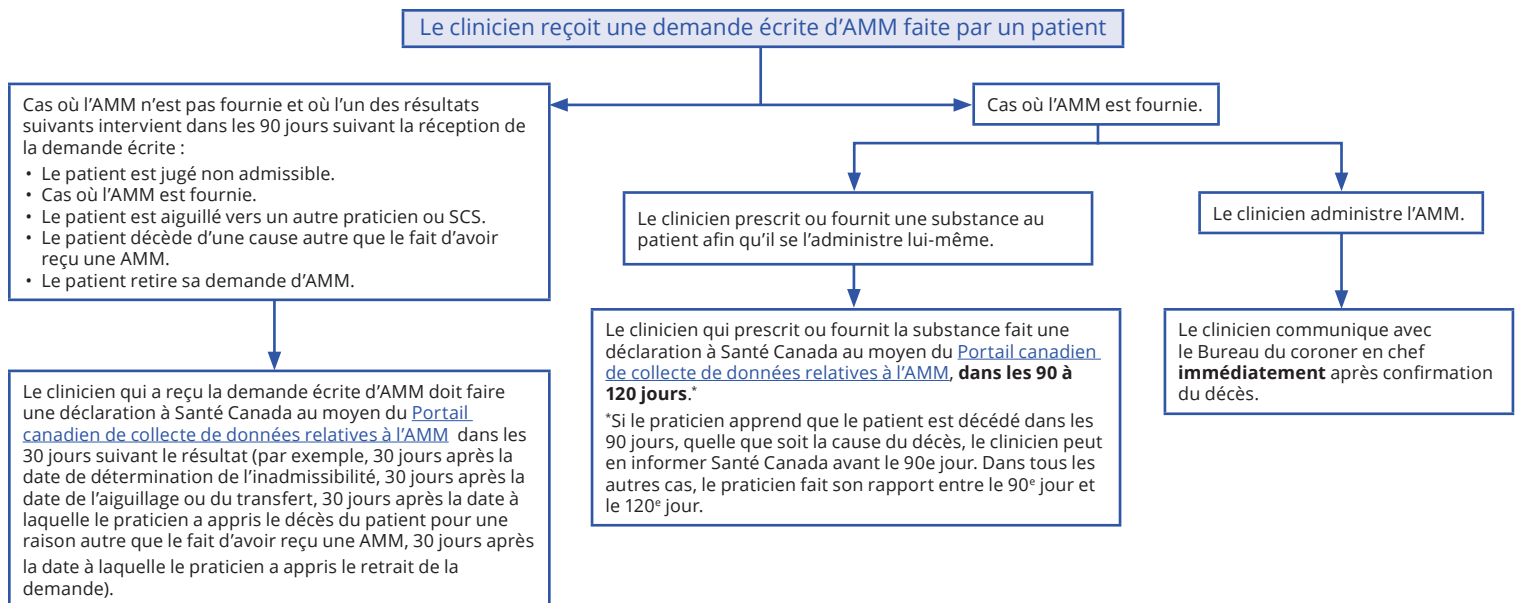 Le clinicien reçoit une demande écrite d’AMM faite par un patient
Cas où l’AMM n’est pas fournie et où l’un des résultats
suivants intervient dans les 90 jours suivant la réception de
la demande écrite :
• Le patient est jugé non admissible.
• Cas où l’AMM est fournie.
• Le patient est aiguillé vers un autre praticien ou SCS.
• Le patient décède d’une cause autre que le fait d’avoir
reçu une AMM.
• Le patient retire sa demande d’AMM.
Le clinicien qui a reçu la demande écrite d’AMM doit faire
une déclaration à Santé Canada au moyen du Portail
canadien de collecte de données relatives à l’AMM dans les
30 jours suivant le résultat (par exemple, 30 jours après la
date de détermination de l’inadmissibilité, 30 jours après la
date de l’aiguillage ou du transfert, 30 jours après la date à
laquelle le praticien a appris le décès du patient pour une
raison autre que le fait d’avoir reçu une AMM, 30 jours après
la date à laquelle le praticien a appris le retrait de la
demande).
Cas où l’AMM est fournie.
Le clinicien prescrit ou fournit une substance au
patient afin qu’il se l’administre lui-même.
Le clinicien qui prescrit ou fournit la substance fait une
déclaration à Santé Canada au moyen du Portail canadien
de collecte de données relatives à l’AMM, dans les 90 à
120 jours.*
*Si le praticien apprend que le patient est décédé dans les
90 jours, quelle que soit la cause du décès, le clinicien peut
en informer Santé Canada avant le 90e jour. Dans tous les
autres cas, le praticien fait son rapport entre le 90e jour et
le 120e jour.
Le clinicien administre l’AMM.
Le clinicien communique avec
le Bureau du coroner en chef
immédiatement après confirmation
du décès.